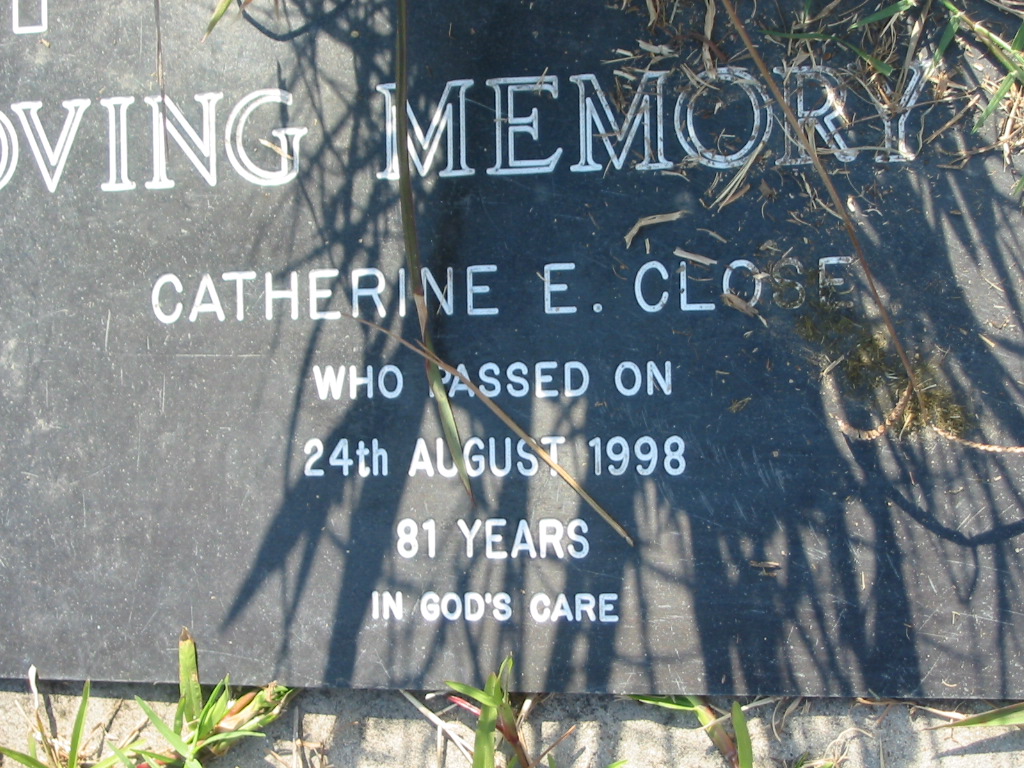 OVING MEMORY
CATHERINE E. CLOSE
WHO PASSED ON
24th AUGUST 1998
81 YEARS
IN GOD'S CARE